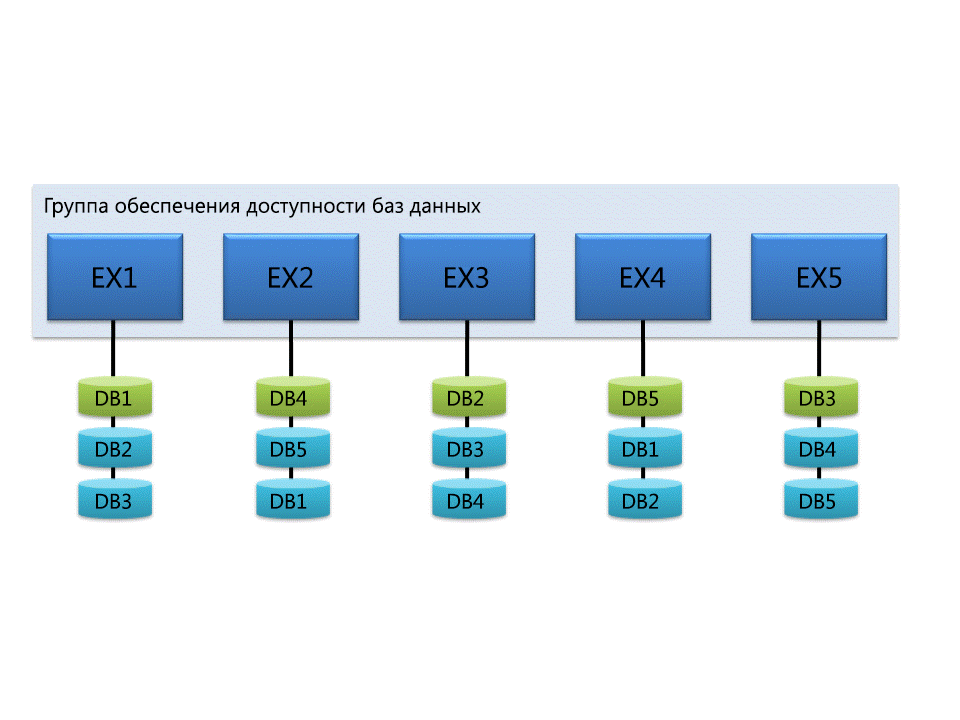 Группа обеспечения доступности баз данных
EX1 EX2 EX3 EX4 EX5
DB1 DB4 DB2 DB5 DB3
DB2 DB5 DB3 DB1 DB4
DB3 DB1 DB4 DB2 DB5